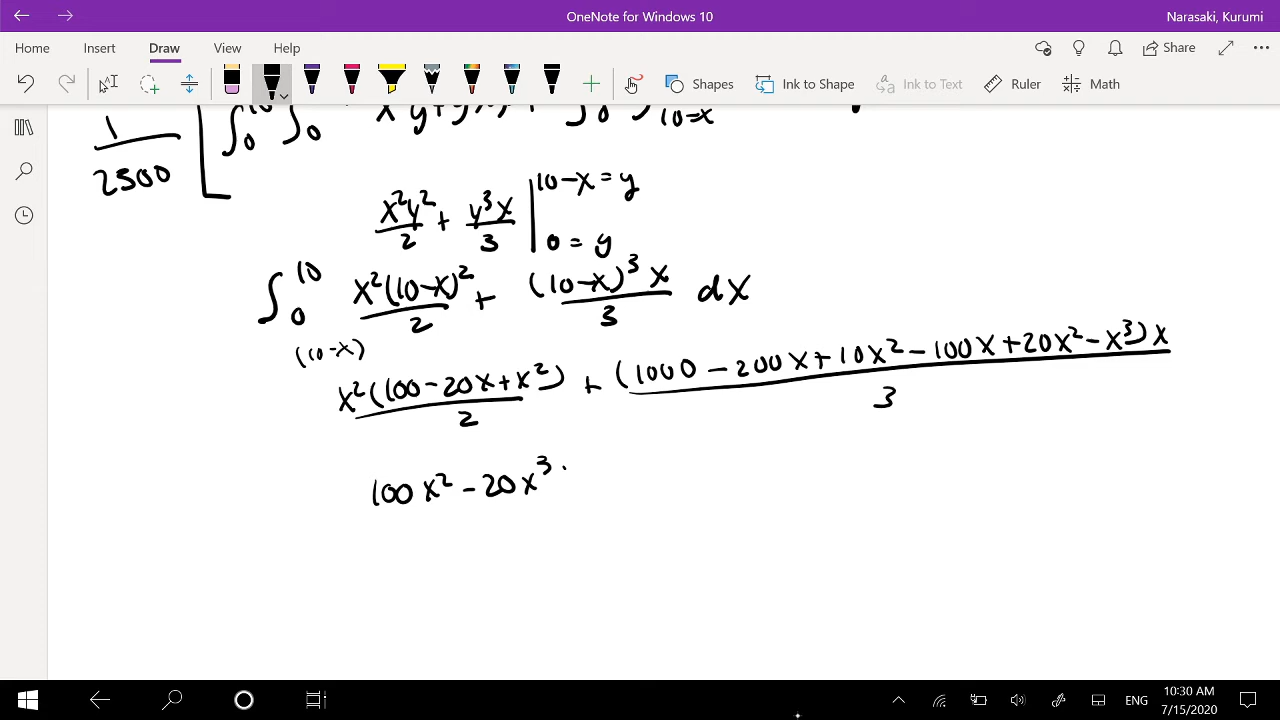 OneNote for Windows 10
Narasaki, Kurumi
Home Insert Draw View Help Share
Shapes Ink to Shape Ink to Text Ruler Math
1/2500 [ ∫₀¹⁰ ∫₀ 10-x
x²y²/2 + y³x/3 | 10-x = y
0 = y
∫₀¹⁰ x²(10-x)²/2 + (10-x)³x/3 dx
(10-x)
x²(100-20x+x²)/2 + (1000-200x+10x²-100x+20x²-x³)x/3
100x² - 20x³
ENG
10:30 AM
7/15/2020